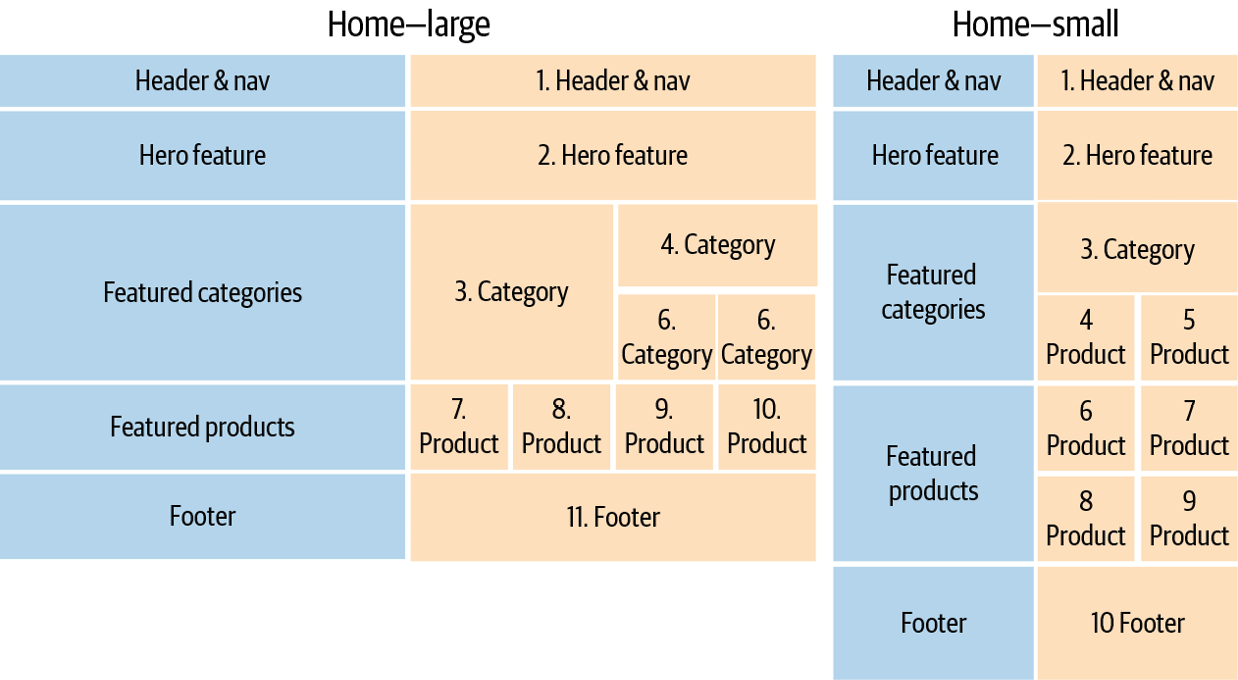 Home—large
Header & nav
1. Header & nav
Hero feature
2. Hero feature
Featured categories
3. Category
4. Category
6.
Category
6.
Category
Featured products
7.
Product
8.
Product
9.
Product
10.
Product
Footer
11. Footer
Home—small
Header & nav
1. Header & nav
Hero feature
2. Hero feature
Featured
categories
3. Category
4
Product
5
Product
Featured
products
6
Product
7
Product
8
Product
9
Product
Footer
10 Footer